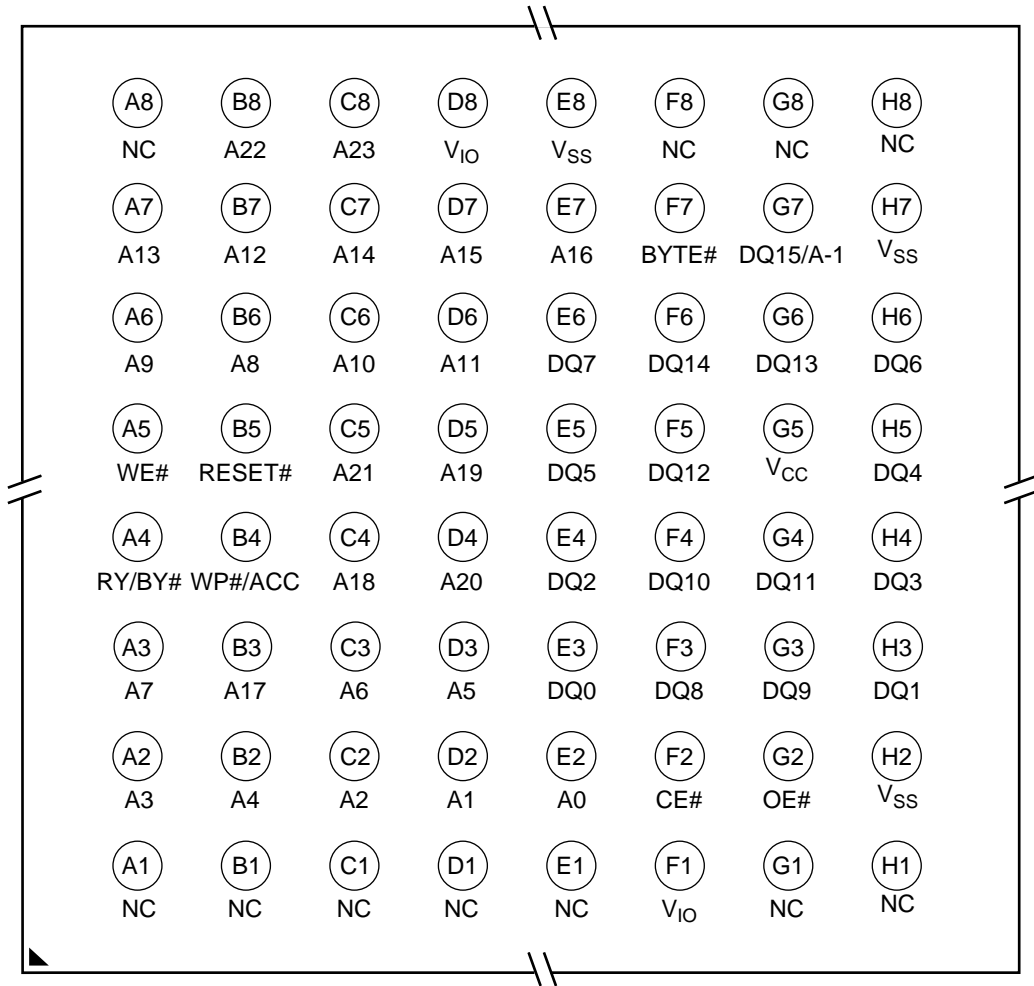 A8 B8 C8 D8 E8 F8 G8 H8
NC A22 A23 VIO VSS NC NC NC
A7 B7 C7 D7 E7 F7 G7 H7
A13 A12 A14 A15 A16 BYTE# DQ15/A-1 VSS
A6 B6 C6 D6 E6 F6 G6 H6
A9 A8 A10 A11 DQ7 DQ14 DQ13 DQ6
A5 B5 C5 D5 E5 F5 G5 H5
WE# RESET# A21 A19 DQ5 DQ12 VCC DQ4
A4 B4 C4 D4 E4 F4 G4 H4
RY/BY# WP#/ACC A18 A20 DQ2 DQ10 DQ11 DQ3
A3 B3 C3 D3 E3 F3 G3 H3
A7 A17 A6 A5 DQ0 DQ8 DQ9 DQ1
A2 B2 C2 D2 E2 F2 G2 H2
A3 A4 A2 A1 A0 CE# OE# VSS
A1 B1 C1 D1 E1 F1 G1 H1
NC NC NC NC NC VIO NC NC